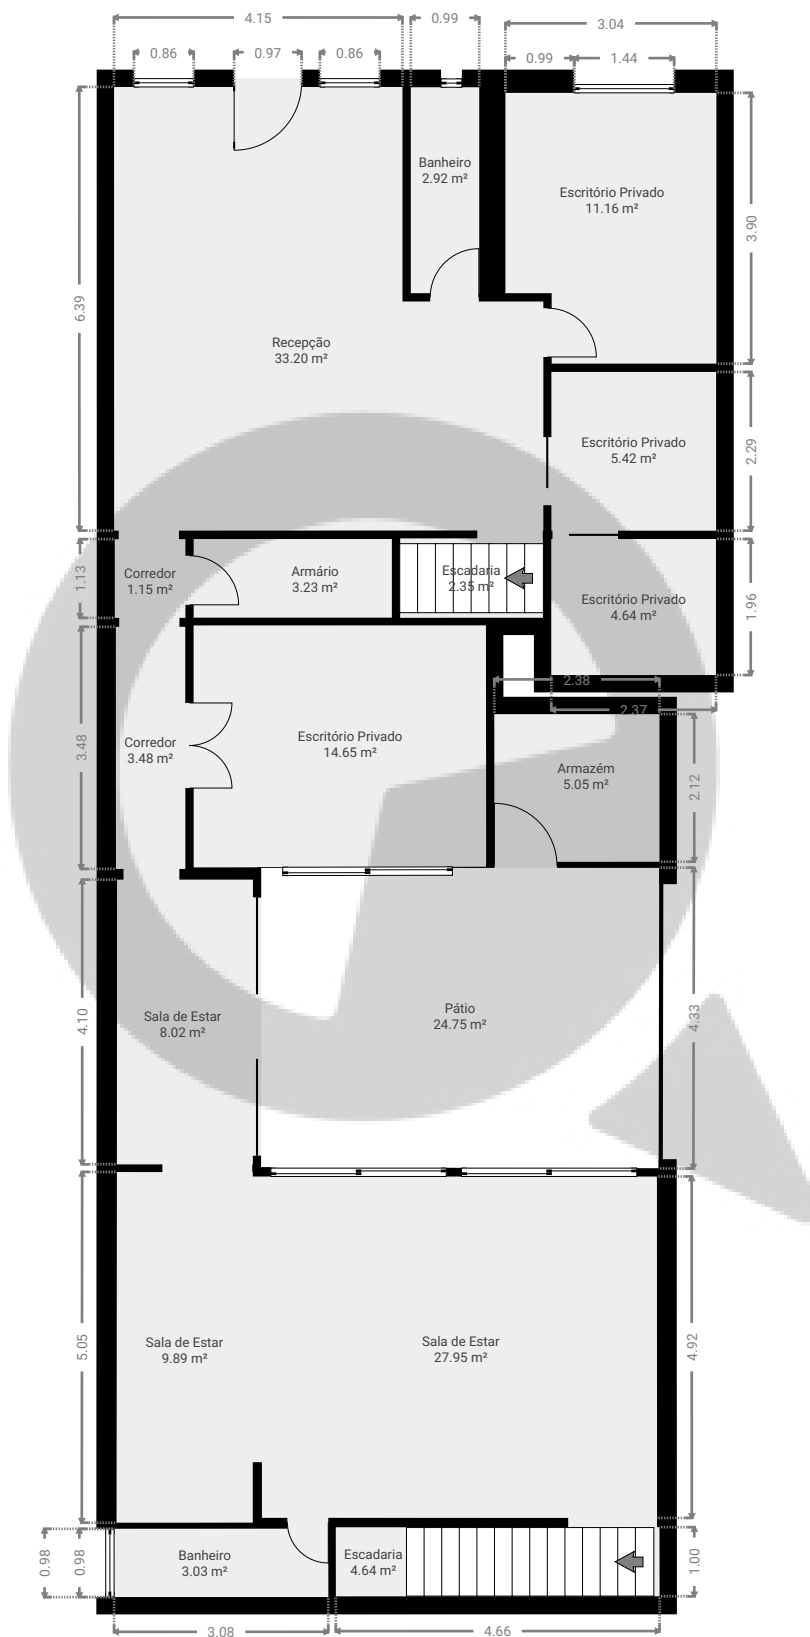 4.15
0.99
3.04
0.86
0.97
0.86
0.99
1.44
Banheiro
2.92 m²
Escritório Privado
11.16 m²
3.90
6.39
Recepção
33.20 m²
Escritório Privado
5.42 m²
2.29
1.13
Corredor
1.15 m²
Armário
3.23 m²
Escadaria
2.35 m²
Escritório Privado
4.64 m²
1.96
2.38
2.37
3.48
Corredor
3.48 m²
Escritório Privado
14.65 m²
Armazém
5.05 m²
2.12
4.10
Sala de Estar
8.02 m²
Pátio
24.75 m²
4.33
5.05
Sala de Estar
9.89 m²
Sala de Estar
27.95 m²
4.92
0.98
0.98
Banheiro
3.03 m²
Escadaria
4.64 m²
1.00
3.08
4.66